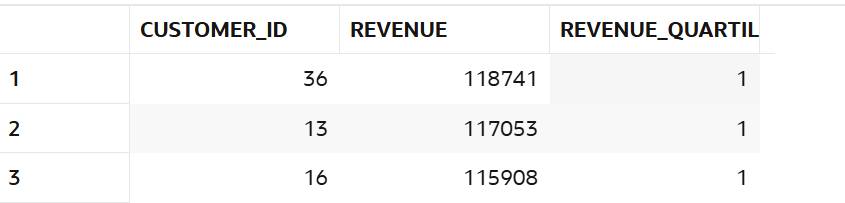 CUSTOMER_ID REVENUE REVENUE_QUARTIL
1 36 118741 1
2 13 117053 1
3 16 115908 1